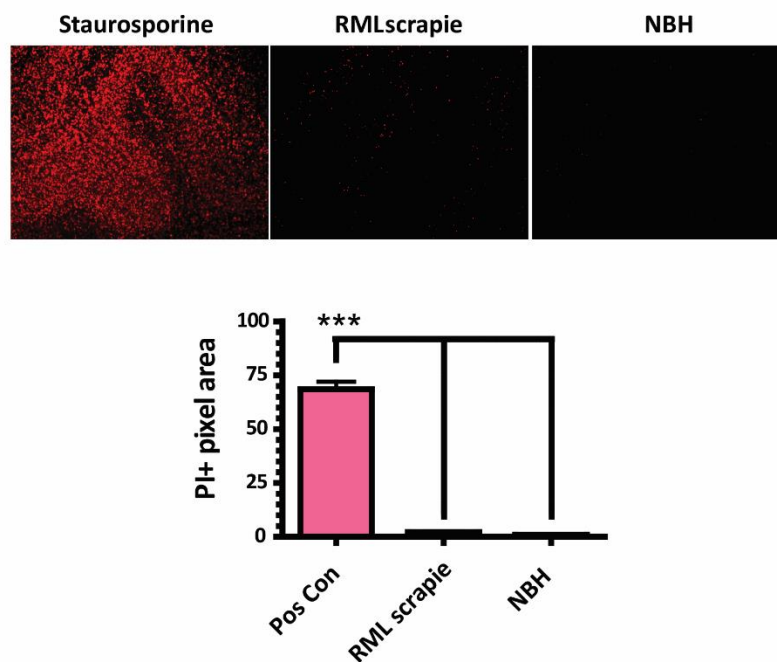 Staurosporine RMLscrapie NBH
***
100
75
50
25
0
PI+ pixel area
Pos Con
RML scrapie
NBH